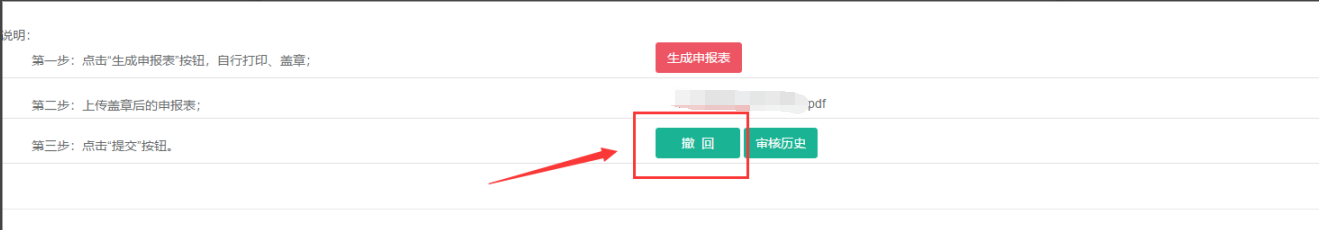 说明：
第一步：点击“生成申报表”按钮，自行打印、盖章；
生成申报表
第二步：上传盖章后的申报表；
pdf
第三步：点击“提交”按钮。
撤 回
审核历史